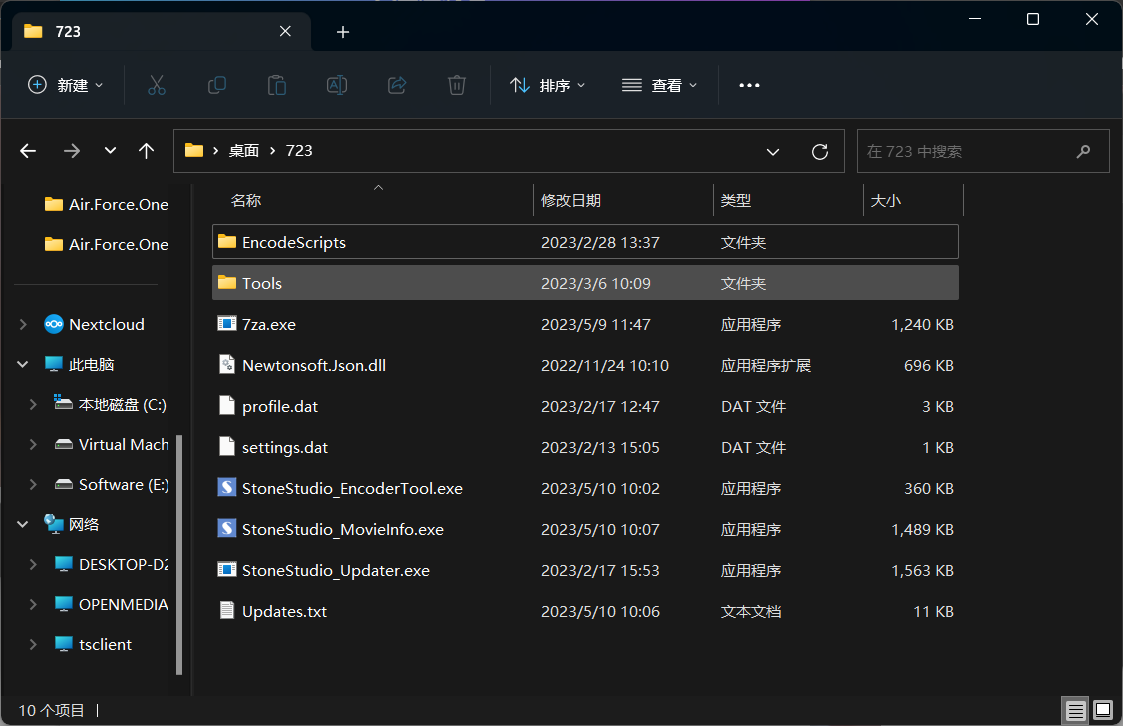 723
新建
排序
查看
桌面
723
在 723 中搜索
Air.Force.One
Air.Force.One
Nextcloud
此电脑
本地磁盘 (C:)
Virtual Mach
Software (E:)
网络
DESKTOP-D2
OPENMEDIA
tsclient
名称 修改日期 类型 大小
EncodeScripts 2023/2/28 13:37 文件夹
Tools 2023/3/6 10:09 文件夹
7za.exe 2023/5/9 11:47 应用程序 1,240 KB
Newtonsoft.Json.dll 2022/11/24 10:10 应用程序扩展 696 KB
profile.dat 2023/2/17 12:47 DAT 文件 3 KB
settings.dat 2023/2/13 15:05 DAT 文件 1 KB
StoneStudio_EncoderTool.exe 2023/5/10 10:02 应用程序 360 KB
StoneStudio_MovieInfo.exe 2023/5/10 10:07 应用程序 1,489 KB
StoneStudio_Updater.exe 2023/2/17 15:53 应用程序 1,563 KB
Updates.txt 2023/5/10 10:06 文本文档 11 KB
10 个项目